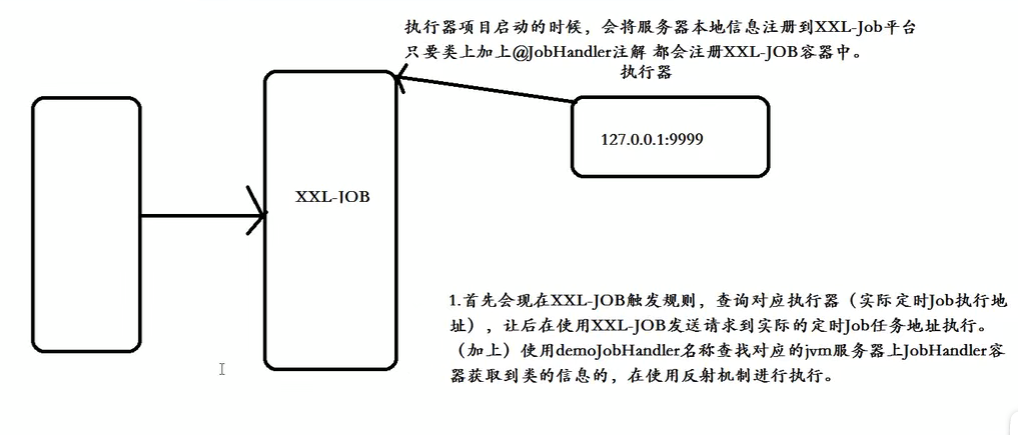 执行器项目启动的时候，会将服务器本地信息注册到XXL-Job平台
只要类上加上@JobHandler注解 都会注册XXL-JOB容器中。
执行器
127.0.0.1:9999
XXL-JOB
1.首先会现在XXL-JOB触发规则，查询对应执行器（实际定时Job执行地
址），让后在使用XXL-JOB发送请求到实际的定时Job任务地址执行。
（加上）使用demoJobHandler名称查找对应的jvm服务器上JobHandler容
器获取到类的信息的，在使用反射机制进行执行。